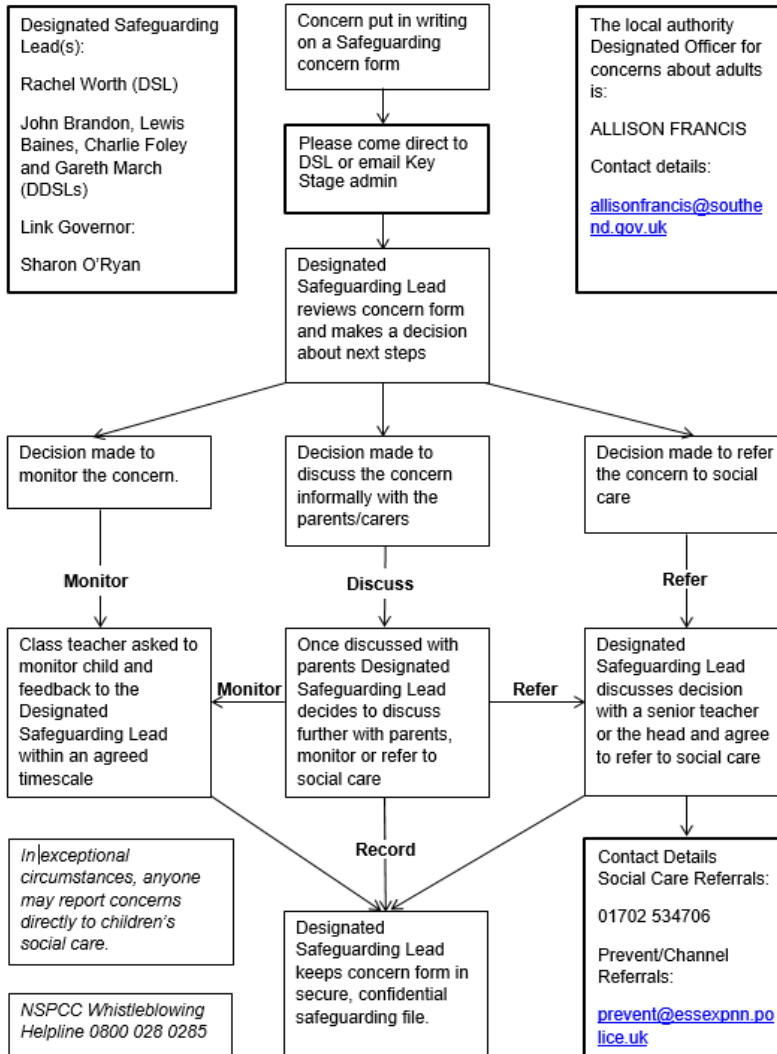 Designated Safeguarding
Lead(s):
Rachel Worth (DSL)
John Brandon, Lewis
Baines, Charlie Foley
and Gareth March
(DDSLs)
Link Governor:
Sharon O'Ryan
Concern put in writing
on a Safeguarding
concern form
Please come direct to
DSL or email Key
Stage admin
The local authority
Designated Officer for
concerns about adults
is:
ALLISON FRANCIS
Contact details:
allisonfrancis@southe
nd.gov.uk
Designated
Safeguarding Lead
reviews concern form
and makes a decision
about next steps
Decision made to
monitor the concern.
Decision made to
discuss the concern
informally with the
parents/carers
Decision made to refer
the concern to social
care
Monitor
Discuss
Refer
Class teacher asked to
monitor child and
feedback to the
Designated
Safeguarding Lead
within an agreed
timescale
Monitor
Once discussed with
parents Designated
Safeguarding Lead
decides to discuss
further with parents,
monitor or refer to
social care
Refer
Designated
Safeguarding Lead
discusses decision
with a senior teacher
or the head and agree
to refer to social care
Record
In exceptional
circumstances, anyone
may report concerns
directly to children's
social care.
NSPCC Whistleblowing
Helpline 0800 028 0285
Designated
Safeguarding Lead
keeps concern form in
secure, confidential
safeguarding file.
Contact Details
Social Care Referrals:
01702 534706
Prevent/Channel
Referrals:
prevent@essexpnn.po
lice.uk